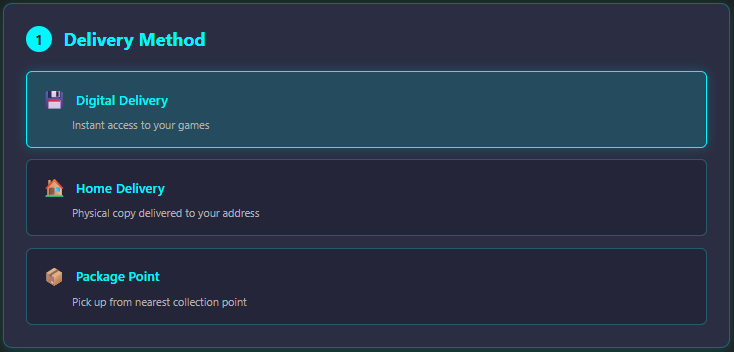 1 Delivery Method
Digital Delivery
Instant access to your games
Home Delivery
Physical copy delivered to your address
Package Point
Pick up from nearest collection point